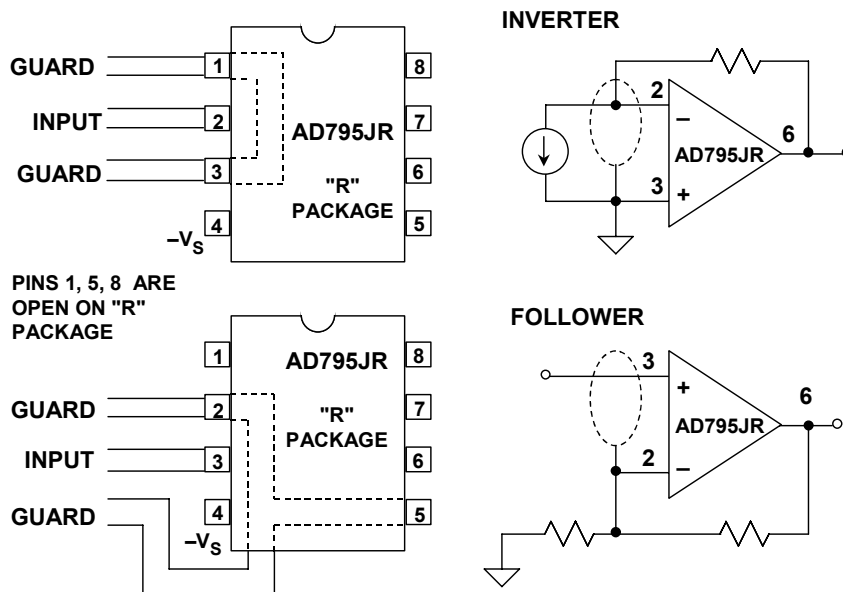 INVERTER
GUARD
1
8
2
6
INPUT
2
7
AD795JR
AD795JR
–
+
3
GUARD
3
6
"R"
PACKAGE
4
5
–VS
PINS 1, 5, 8 ARE
OPEN ON "R"
PACKAGE
FOLLOWER
1
AD795JR
8
3
6
+
GUARD
2
7
"R"
PACKAGE
AD795JR
INPUT
3
6
2
–
GUARD
4
5
–VS